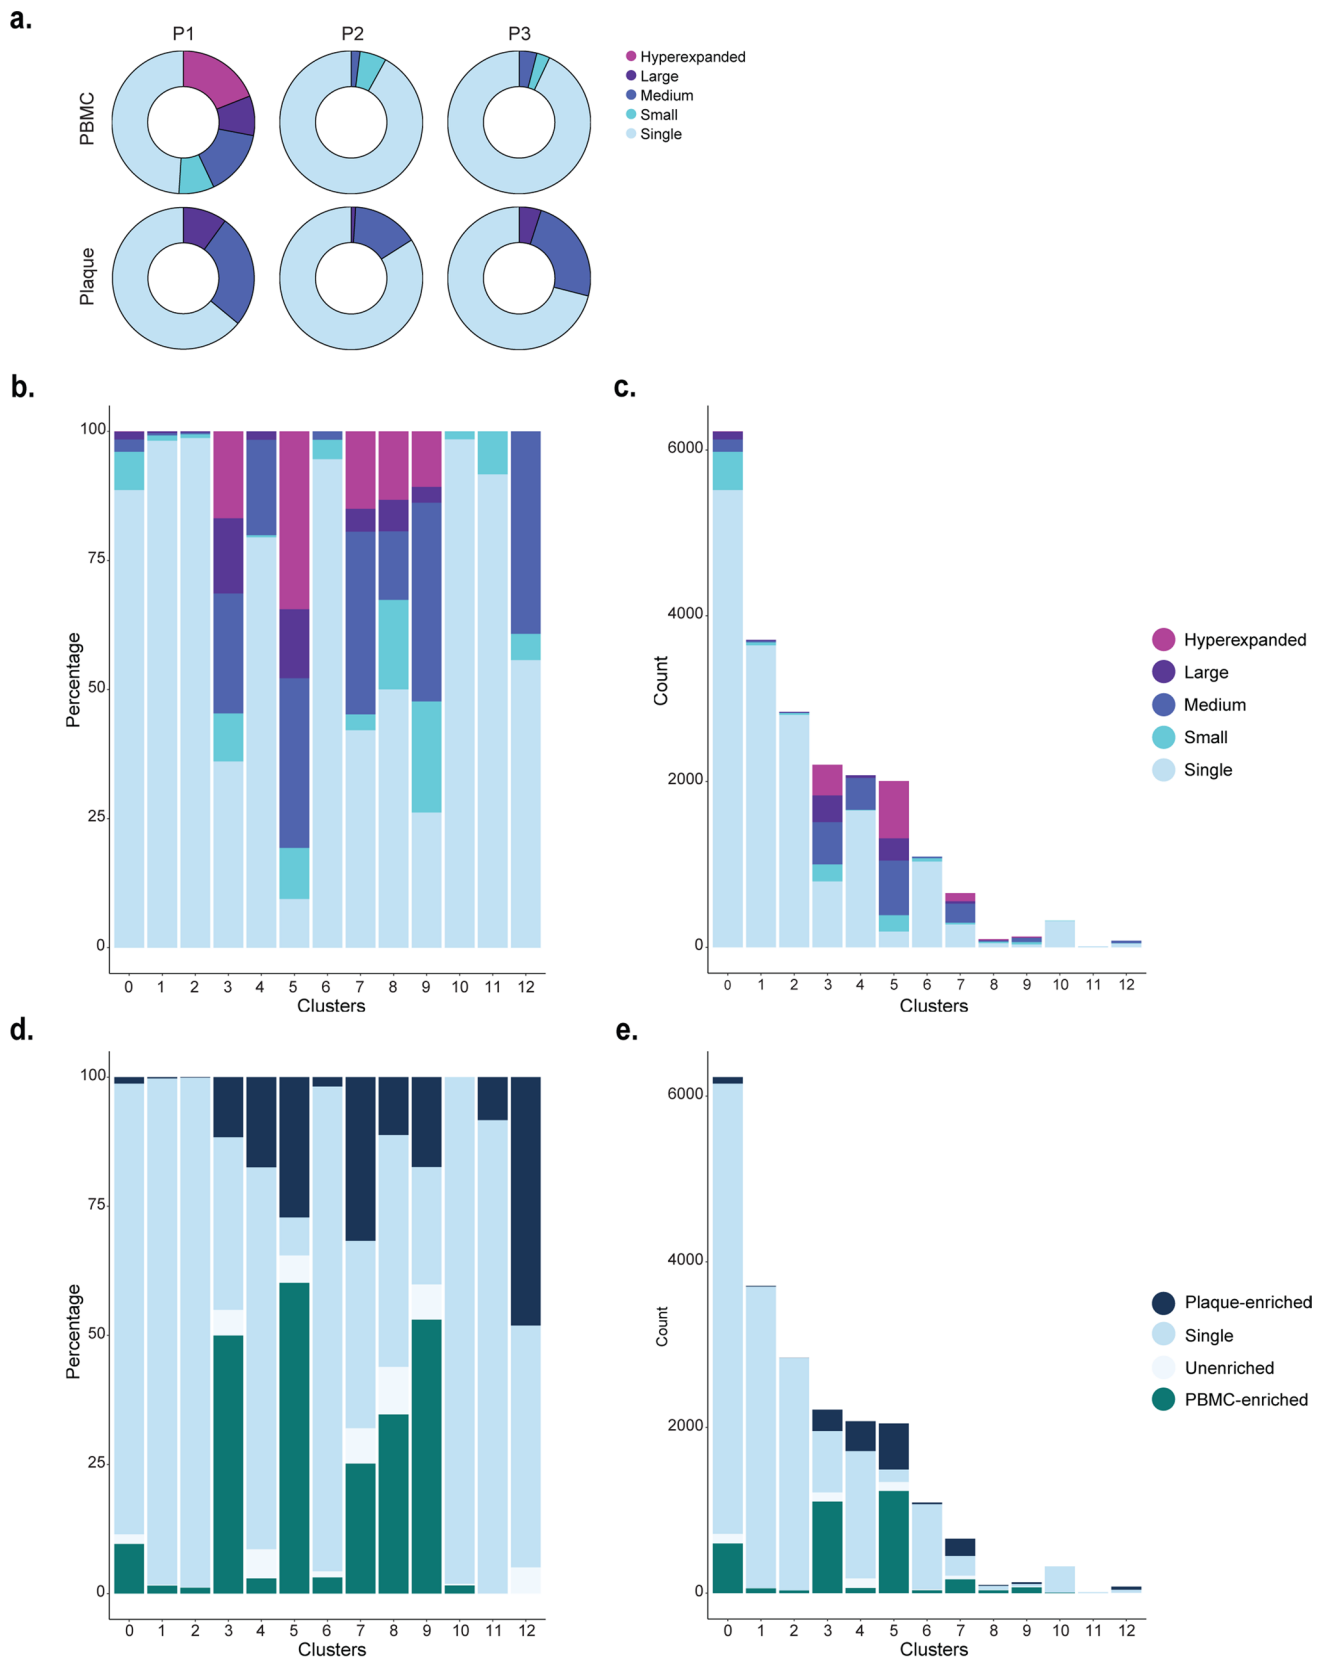 a.
P1 P2 P3
PBMC
Plaque
Hyperexpanded
Large
Medium
Small
Single
b.
Percentage
100
75
50
25
0
0 1 2 3 4 5 6 7 8 9 10 11 12
Clusters
c.
Count
6000
4000
2000
0
0 1 2 3 4 5 6 7 8 9 10 11 12
Clusters
Hyperexpanded
Large
Medium
Small
Single
d.
Percentage
100
75
50
25
0
0 1 2 3 4 5 6 7 8 9 10 11 12
Clusters
e.
Count
6000
4000
2000
0
0 1 2 3 4 5 6 7 8 9 10 11 12
Clusters
Plaque-enriched
Single
Unenriched
PBMC-enriched